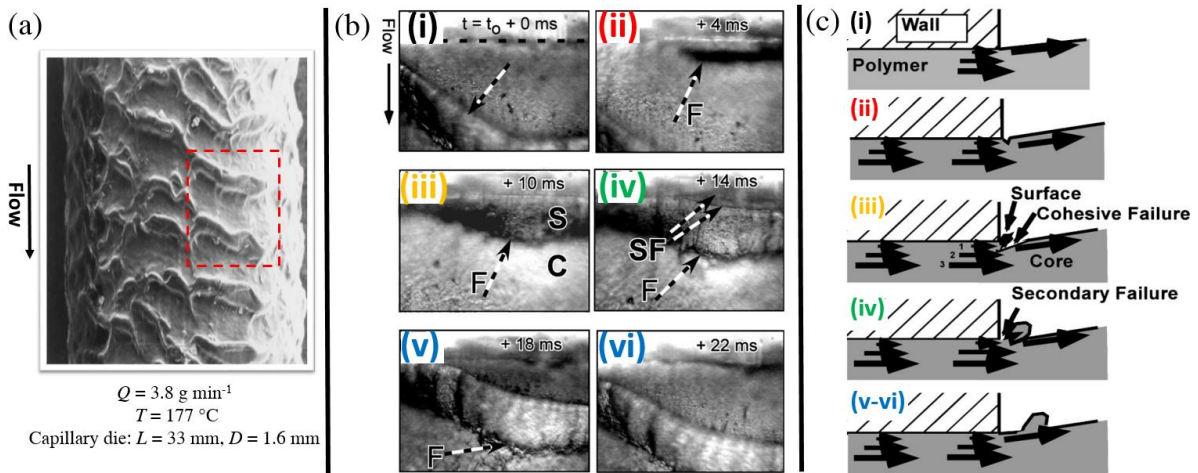 (a)
Flow
Q = 3.8 g min⁻¹
T = 177 °C
Capillary die: L = 33 mm, D = 1.6 mm
(b)
Flow
(i)
t = t₀ + 0 ms
(ii)
+ 4 ms
F
(iii)
+ 10 ms
S
F
C
(iv)
+ 14 ms
SF
F
(v)
+ 18 ms
F
(vi)
+ 22 ms
(c)
(i)
Wall
Polymer
(ii)
(iii)
Surface
Cohesive Failure
1
2
3
Core
(iv)
Secondary Failure
(v-vi)